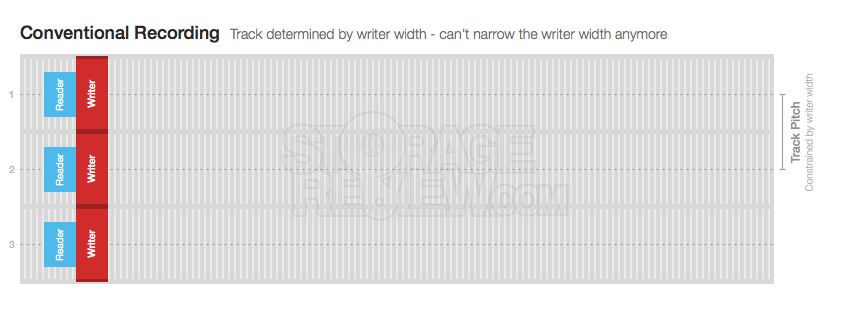 Conventional Recording Track determined by writer width - can’t narrow the writer width anymore
1
Reader
Writer
2
Reader
Writer
3
Reader
Writer
STORAGE
REVIEW.COM
Track Pitch
Constrained by writer width